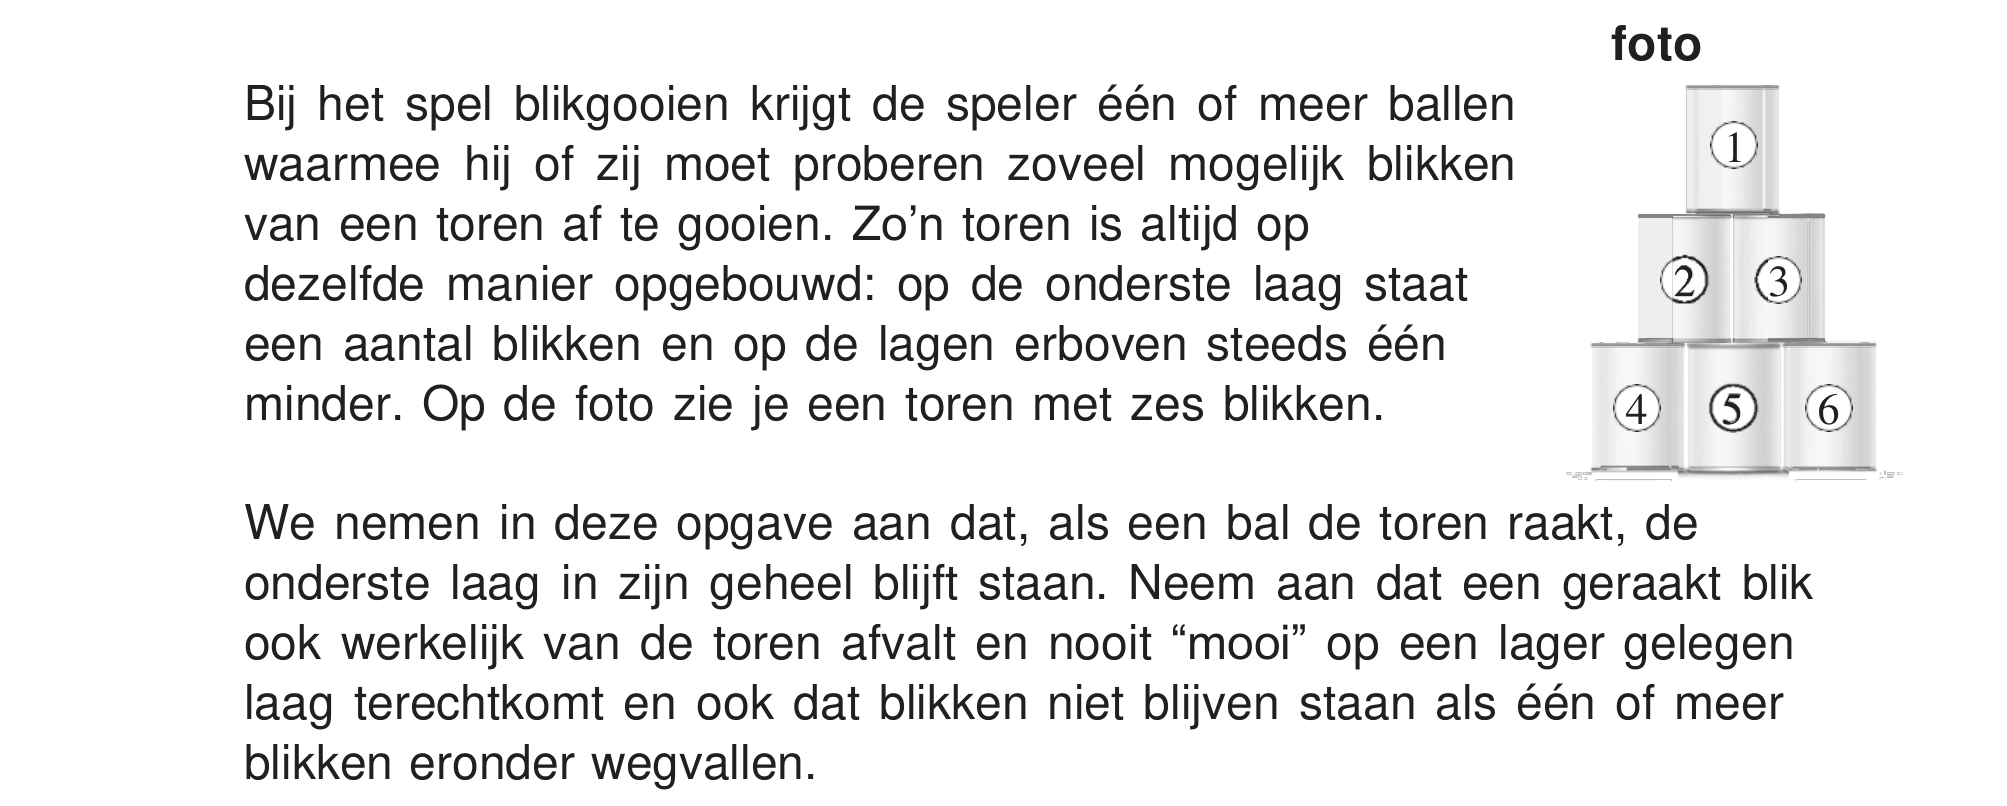 foto
Bij het spel blikgooien krijgt de speler één of meer ballen
waarmee hij of zij moet proberen zoveel mogelijk blikken
van een toren af te gooien. Zo’n toren is altijd op
dezelfde manier opgebouwd: op de onderste laag staat
een aantal blikken en op de lagen erboven steeds één
minder. Op de foto zie je een toren met zes blikken.
1
2 3
4 5 6
We nemen in deze opgave aan dat, als een bal de toren raakt, de
onderste laag in zijn geheel blijft staan. Neem aan dat een geraakt blik
ook werkelijk van de toren afvalt en nooit “mooi” op een lager gelegen
laag terechtkomt en ook dat blikken niet blijven staan als één of meer
blikken eronder wegvallen.